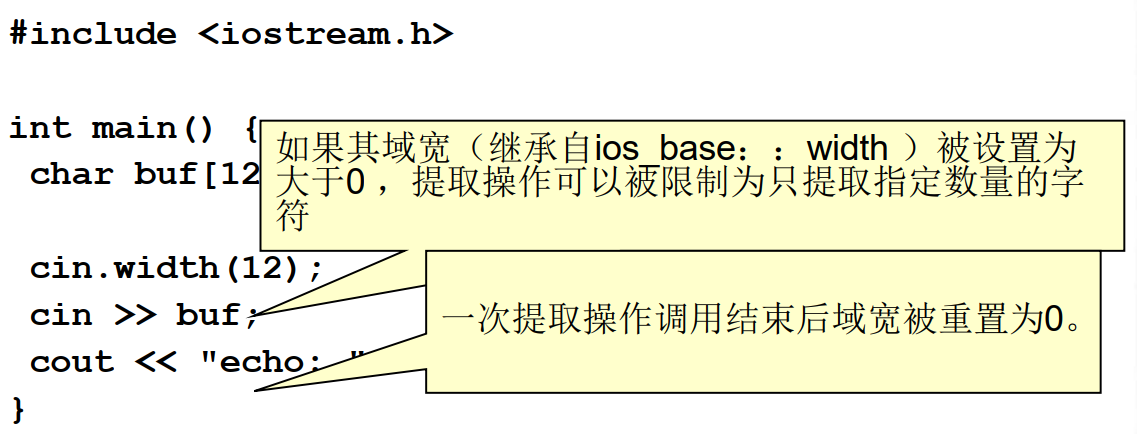 #include <iostream.h>
int main() {
char buf[12
如果其域宽（继承自ios_base：：width ）被设置为
大于0 ，提取操作可以被限制为只提取指定数量的字
符
cin.width(12);
cin >> buf;
一次提取操作调用结束后域宽被重置为0。
cout << "echo: "
}